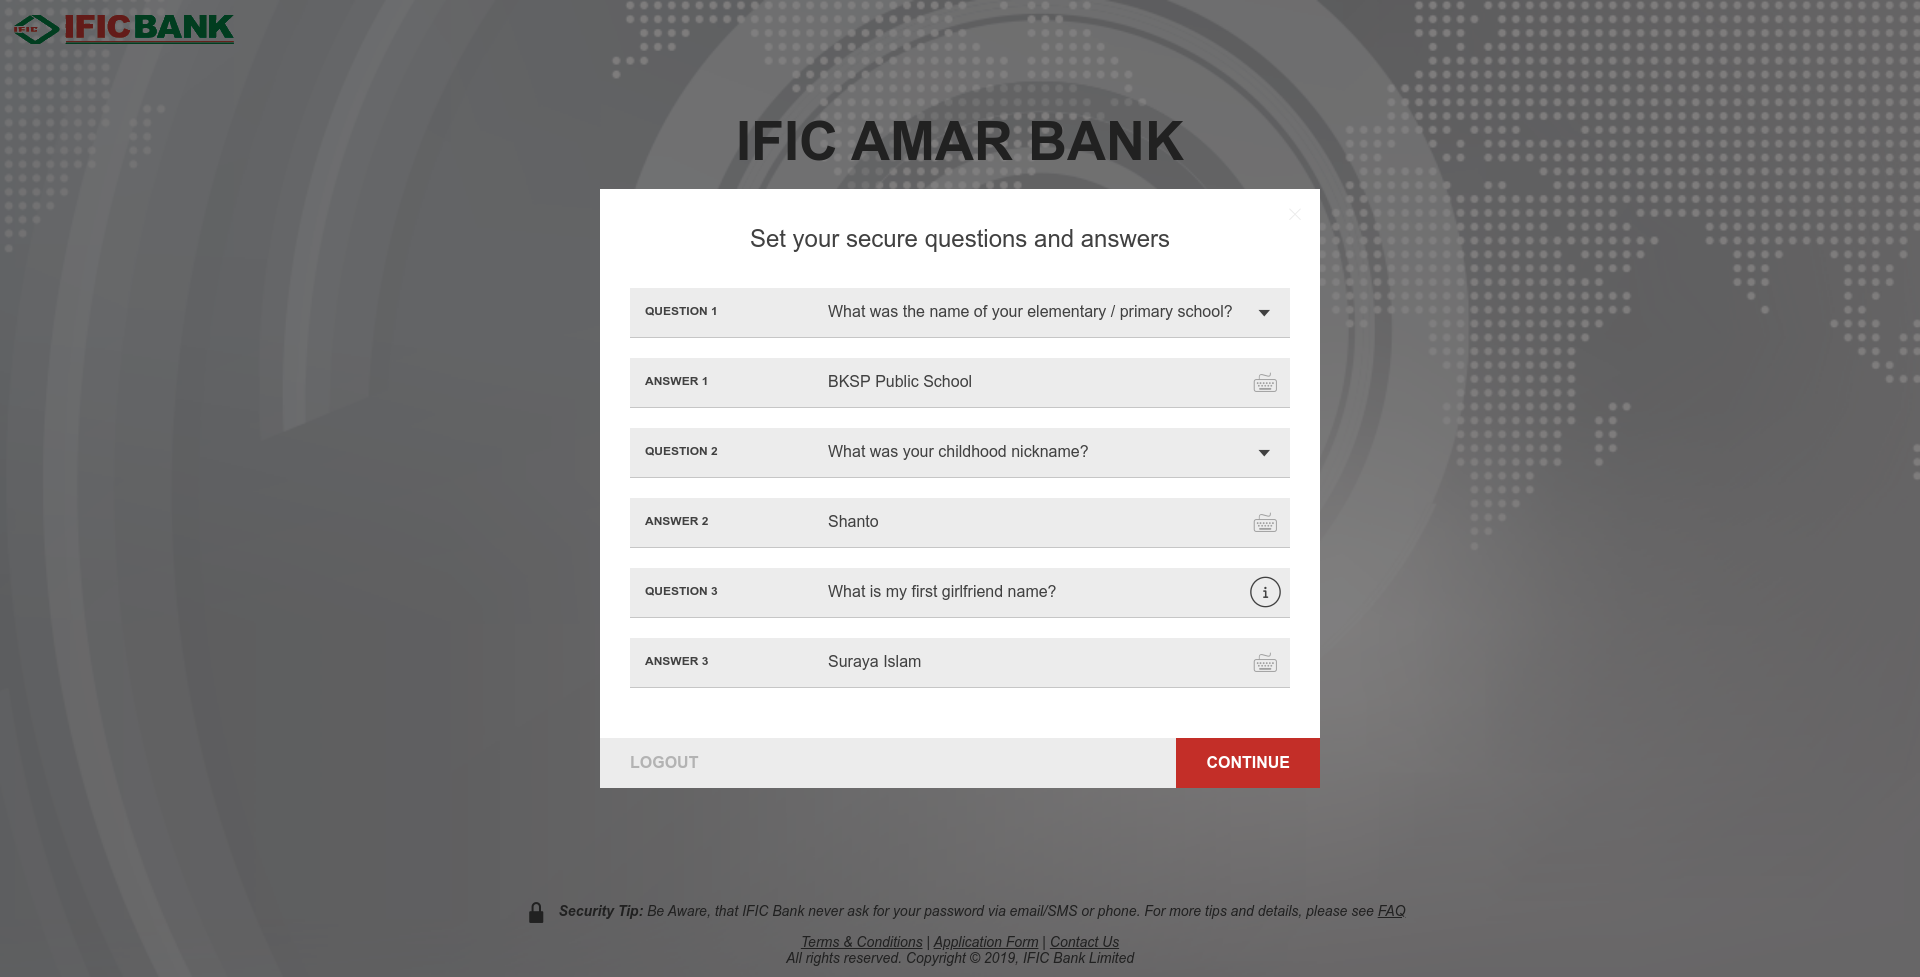 IFIC IFIC BANK
IFIC AMAR BANK
Set your secure questions and answers
QUESTION 1 What was the name of your elementary / primary school?
ANSWER 1 BKSP Public School
QUESTION 2 What was your childhood nickname?
ANSWER 2 Shanto
QUESTION 3 What is my first girlfriend name?
ANSWER 3 Suraya Islam
LOGOUT CONTINUE
Security Tip: Be Aware, that IFIC Bank never ask for your password via email/SMS or phone. For more tips and details, please see FAQ
Terms & Conditions | Application Form | Contact Us
All rights reserved. Copyright © 2019, IFIC Bank Limited